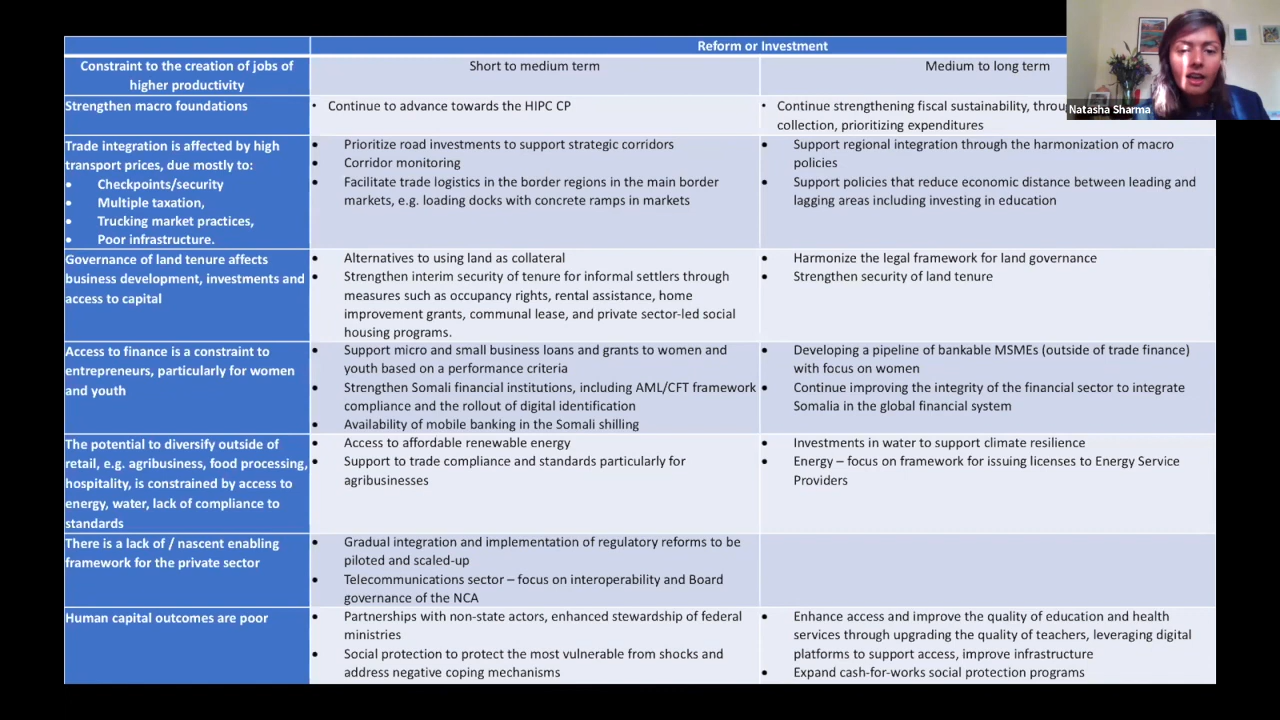 Reform or Investment
Constraint to the creation of jobs of
higher productivity
Short to medium term
Medium to long term
Strengthen macro foundations
• Continue to advance towards the HIPC CP
• Continue strengthening fiscal sustainability,
collection, prioritizing expenditures
Natasha Sharma
Trade integration is affected by high
transport prices, due mostly to:
• Checkpoints/security
• Multiple taxation,
• Trucking market practices,
• Poor infrastructure.
• Prioritize road investments to support strategic corridors
• Corridor monitoring
• Facilitate trade logistics in the border regions in the main border
markets, e.g. loading docks with concrete ramps in markets
• Support regional integration through the harmonization of macro
policies
• Support policies that reduce economic distance between leading and
lagging areas including investing in education
Governance of land tenure affects
business development, investments and
access to capital
• Alternatives to using land as collateral
• Strengthen interim security of tenure for informal settlers through
measures such as occupancy rights, rental assistance, home
improvement grants, communal lease, and private sector-led social
housing programs.
• Harmonize the legal framework for land governance
• Strengthen security of land tenure
Access to finance is a constraint to
entrepreneurs, particularly for women
and youth
• Support micro and small business loans and grants to women and
youth based on a performance criteria
• Strengthen Somali financial institutions, including AML/CFT framework
compliance and the rollout of digital identification
• Availability of mobile banking in the Somali shilling
• Developing a pipeline of bankable MSMEs (outside of trade finance)
with focus on women
• Continue improving the integrity of the financial sector to integrate
Somalia in the global financial system
The potential to diversify outside of
retail, e.g. agribusiness, food processing,
hospitality, is constrained by access to
energy, water, lack of compliance to
standards
• Access to affordable renewable energy
• Support to trade compliance and standards particularly for
agribusinesses
• Investments in water to support climate resilience
• Energy – focus on framework for issuing licenses to Energy Service
Providers
There is a lack of / nascent enabling
framework for the private sector
• Gradual integration and implementation of regulatory reforms to be
piloted and scaled-up
• Telecommunications sector – focus on interoperability and Board
governance of the NCA
Human capital outcomes are poor
• Partnerships with non-state actors, enhanced stewardship of federal
ministries
• Social protection to protect the most vulnerable from shocks and
address negative coping mechanisms
• Enhance access and improve the quality of education and health
services through upgrading the quality of teachers, leveraging digital
platforms to support access, improve infrastructure
• Expand cash-for-works social protection programs